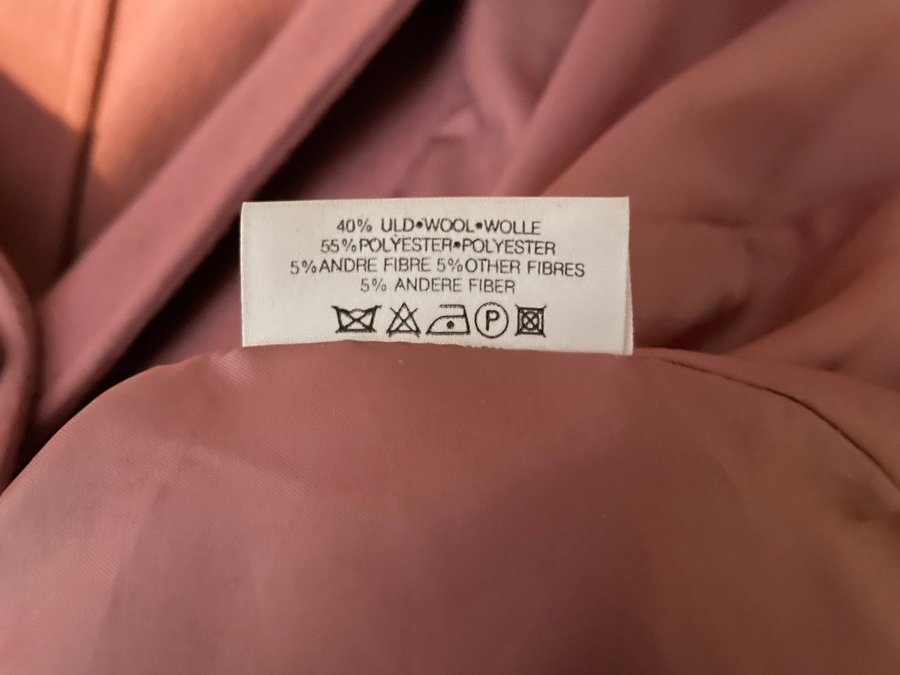 40% ULD•WOOL•WOLLE
55%POLYESTER•POLYESTER
5%ANDRE FIBRE 5%OTHER FIBRES
5% ANDERE FIBER
P